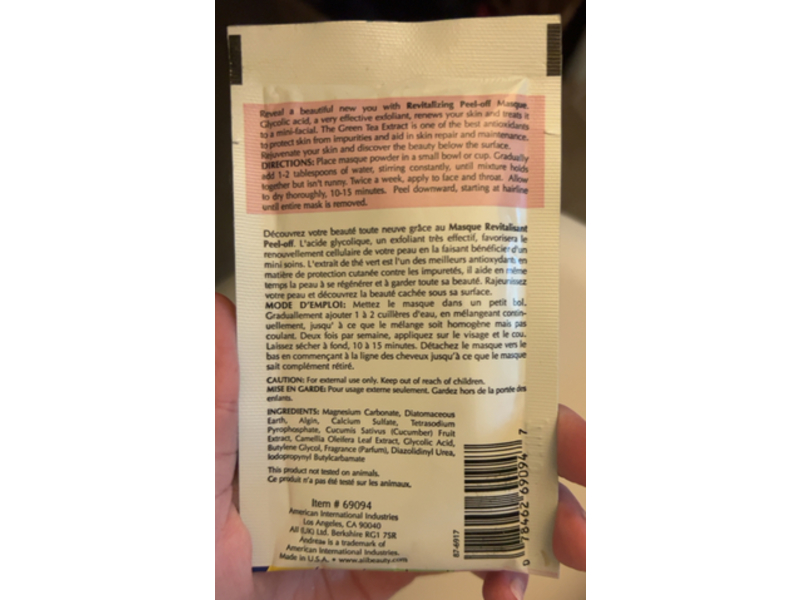 Reveal a beautiful new you with Revitalizing Peel-off Masque.
Glycolic acid, a very effective exfoliant, renews your skin and treats it
to a mini-facial. The Green Tea Extract is one of the best antioxidants
to protect skin from impurities and aid in skin repair and maintenance.
Rejuvenate your skin and discover the beauty below the surface.
DIRECTIONS: Place masque powder in a small bowl or cup. Gradually
add 1-2 tablespoons of water, stirring constantly, until mixture holds
together but isn't runny. Twice a week, apply to face and throat. Allow
to dry thoroughly, 10-15 minutes. Peel downward, starting at hairline
until entire mask is removed.
Découvrez votre beauté toute neuve grâce au Masque Revitalisant
Peel-off. L'acide glycolique, un exfoliant très effectif, favorisera le
renouvellement cellulaire de votre peau en la faisant bénéficier d'un
mini soins. L'extrait de thé vert est l'un des meilleurs antioxydants en
matière de protection cutanée contre les impuretés, il aide en même
temps la peau à se régénérer et à garder toute sa beauté. Rajeunissez
votre peau et découvrez la beauté cachée sous sa surface.
MODE D'EMPLOI: Mettez le masque dans un petit bol.
Graduallement ajouter 1 à 2 cuillères d'eau, en mélangeant contin-
uellement, jusqu' à ce que le mélange soit homogène mais pas
coulant. Deux fois par semaine, appliquez sur le visage et le cou.
Laissez sècher à fond, 10 à 15 minutes. Détachez le masque vers le
bas en commençant à la ligne des cheveux jusqu'à ce que le masque
sait complément rétiré.
CAUTION: For external use only. Keep out of reach of children.
MISE EN GARDE: Pour usage externe seulement. Gardez hors de la portée des
enfants.
INGREDIENTS: Magnesium Carbonate, Diatomaceous
Earth, Algin, Calcium Sulfate, Tetrasodium
Pyrophosphate, Cucumis Sativus (Cucumber) Fruit
Extract, Camellia Oleifera Leaf Extract, Glycolic Acid,
Butylene Glycol, Fragrance (Parfum), Diazolidinyl Urea,
Iodopropynyl Butylcarbamate
This product not tested on animals.
Ce produit n'a pas été testé sur les animaux.
Item # 69094
American International Industries
Los Angeles, CA 90040
AII (UK) Ltd. Berkshire RG1 7SR
Andrea is a trademark of
American International Industries.
Made in U.S.A. • www.aiibeauty.com
87-6917
0 78462 69094 7